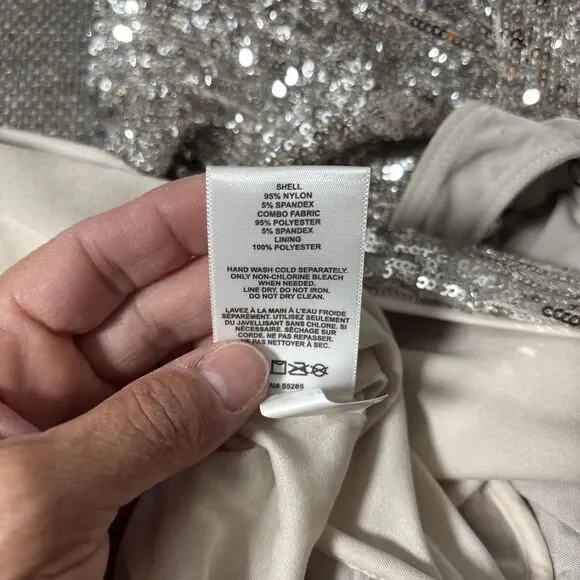 SHELL
95% NYLON
5% SPANDEX
COMBO FABRIC
95% POLYESTER
5% SPANDEX
LINING
100% POLYESTER
HAND WASH COLD SEPARATELY.
ONLY NON-CHLORINE BLEACH
WHEN NEEDED.
LINE DRY. DO NOT IRON.
DO NOT DRY CLEAN.
LAVEZ À LA MAIN À L'EAU FROIDE
SÉPARÉMENT. UTILISEZ SEULEMENT
DU JAVELLISANT SANS CHLORE, SI
NÉCESSAIRE. SÉCHAGE SUR
CORDE. NE PAS REPASSER.
NE PAS NETTOYER À SEC.
55285